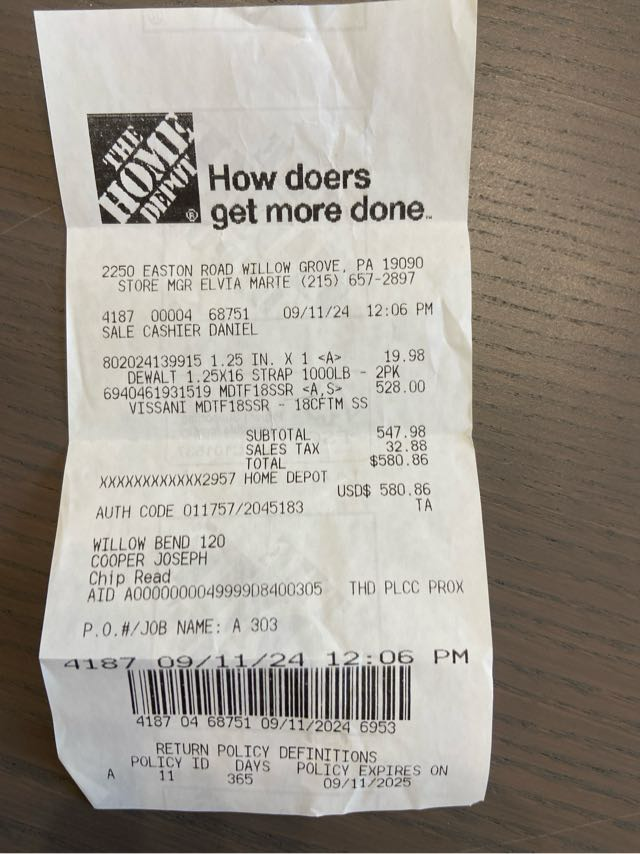 THE
HOME
DEPOT
®
How doers
get more done™
2250 EASTON ROAD WILLOW GROVE, PA 19090
STORE MGR ELVIA MARTE (215) 657-2897
4187 00004 68751 09/11/24 12:06 PM
SALE CASHIER DANIEL
802024139915 1.25 IN. X 1 <A> 19.98
DEWALT 1.25X16 STRAP 1000LB - 2PK
6940461931519 MDTF18SSR <A,S> 528.00
VISSANI MDTF18SSR - 18CFTM SS
SUBTOTAL 547.98
SALES TAX 32.88
TOTAL $580.86
XXXXXXXXXXXX2957 HOME DEPOT
USD$ 580.86
AUTH CODE 011757/2045183 TA
WILLOW BEND 120
COOPER JOSEPH
Chip Read
AID A0000000049999D8400305 THD PLCC PROX
P.O.#/JOB NAME: A 303
4187 09/11/24 12:06 PM
4187 04 68751 09/11/2024 6953
RETURN POLICY DEFINITIONS
POLICY ID DAYS POLICY EXPIRES ON
A 11 365 09/11/2025